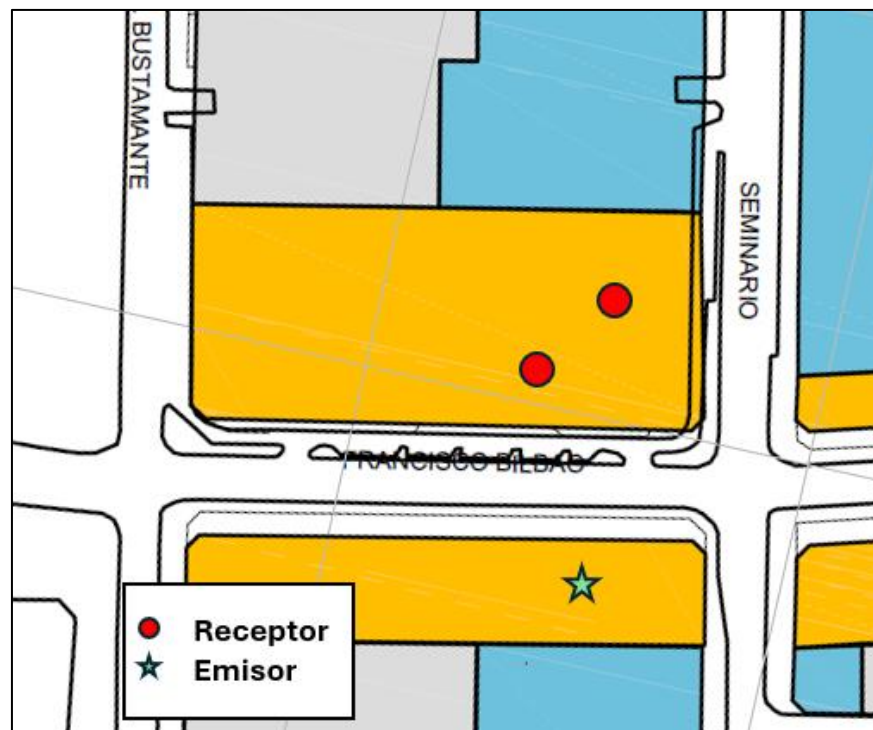 BUSTAMANTE
SEMINARIO
FRANCISCO BILBAO
Receptor
Emisor